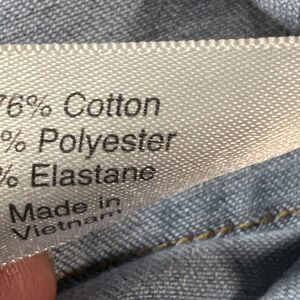 76% Cotton
% Polyester
% Elastane
Made in
Vietnam